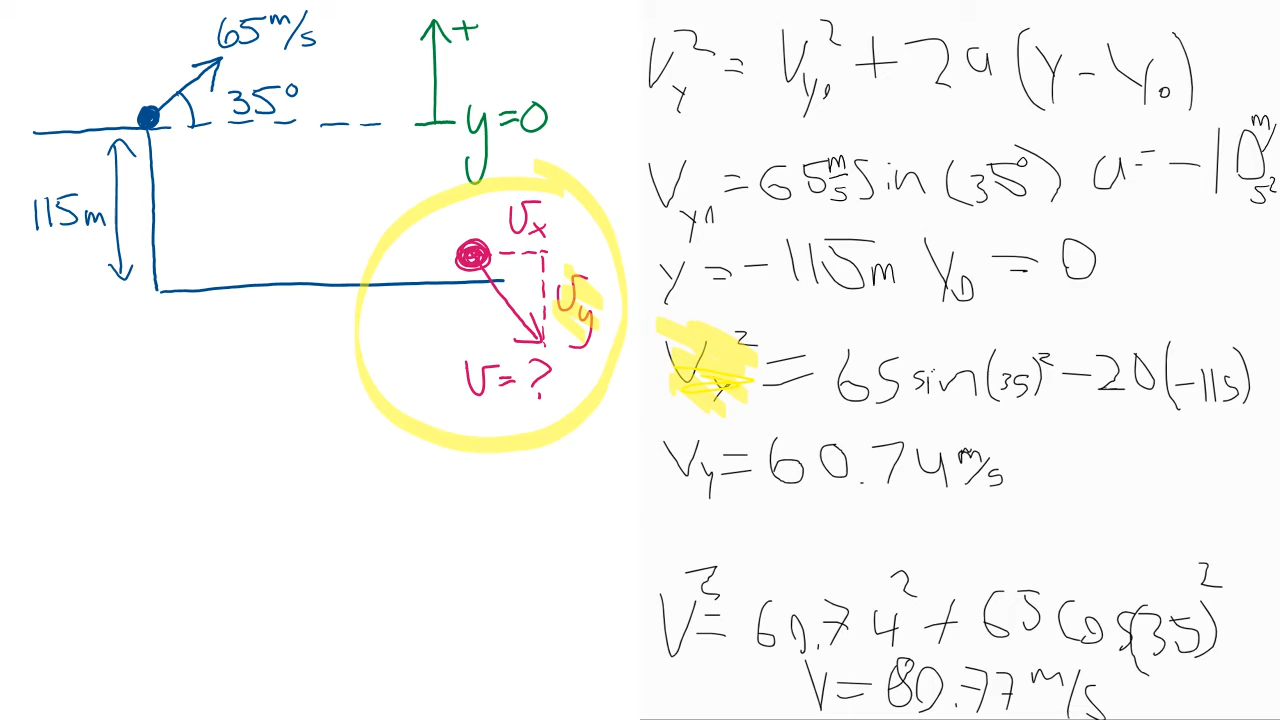 65 m/s
35°
+
y=0
115m
Vx
Vy
V=?
Vy² = Vy₀² + 2a (Y - Y₀)
Vy₀ = 65 m/s Sin (35°) a = -10 m/s²
Y = -115m Y₀ = 0
Vy² = 65 sin(35)² - 20(-115)
Vy = 60.74 m/s
V² = 60.74² + 65 Cos(35)²
V = 80.77 m/s